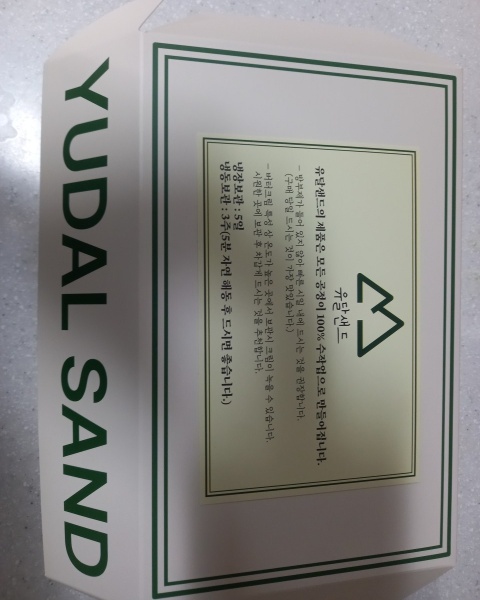 유달샌드
유달샌드의 제품은 모든 공정이 100% 수작업으로 만들어집니다.
- 방부제가 들어 있지 않아 빠른 시일 내에 드시는 것을 권장합니다.
(구매 당일 드시는 것이 가장 맛있습니다.)
- 버터크림 특성 상 온도가 높은 곳에서 보관시 크림이 녹을 수 있습니다.
시원한 곳에 보관 후 차갑게 드시는 것을 추천합니다.
냉장보관 : 5일
냉동보관 : 3주(5분 자연 해동 후 드시면 좋습니다.)
YUDAL SAND